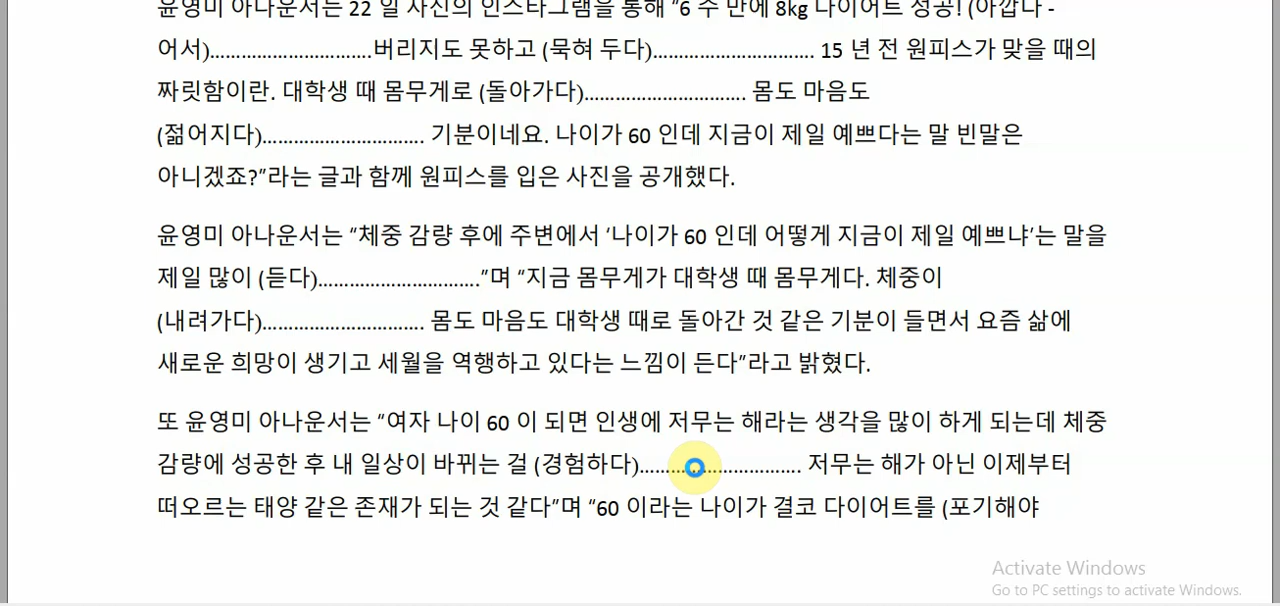 윤영미 아나운서는 22 일 자신의 인스타그램을 통해 “6 주 만에 8kg 다이어트 성공! (아깝다 -
어서)................................버리지도 못하고 (묵혀 두다)................................ 15 년 전 원피스가 맞을 때의
짜릿함이란. 대학생 때 몸무게로 (돌아가다)................................ 몸도 마음도
(젊어지다)................................ 기분이네요. 나이가 60 인데 지금이 제일 예쁘다는 말 빈말은
아니겠죠?”라는 글과 함께 원피스를 입은 사진을 공개했다.
윤영미 아나운서는 “체중 감량 후에 주변에서 ‘나이가 60 인데 어떻게 지금이 제일 예쁘냐’는 말을
제일 많이 (듣다)................................”며 “지금 몸무게가 대학생 때 몸무게다. 체중이
(내려가다)................................ 몸도 마음도 대학생 때로 돌아간 것 같은 기분이 들면서 요즘 삶에
새로운 희망이 생기고 세월을 역행하고 있다는 느낌이 든다”라고 밝혔다.
또 윤영미 아나운서는 “여자 나이 60 이 되면 인생에 저무는 해라는 생각을 많이 하게 되는데 체중
감량에 성공한 후 내 일상이 바뀌는 걸 (경험하다)................................ 저무는 해가 아닌 이제부터
떠오르는 태양 같은 존재가 되는 것 같다”며 “60 이라는 나이가 결코 다이어트를 (포기해야
Activate Windows
Go to PC settings to activate Windows.